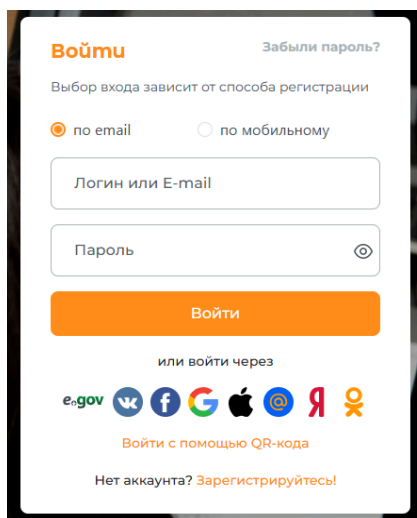 Войти
Забыли пароль?
Выбор входа зависит от способа регистрации
по email
по мобильному
Логин или E-mail
Пароль
Войти
или войти через
e.gov
Войти с помощью QR-кода
Нет аккаунта? Зарегистрируйтесь!